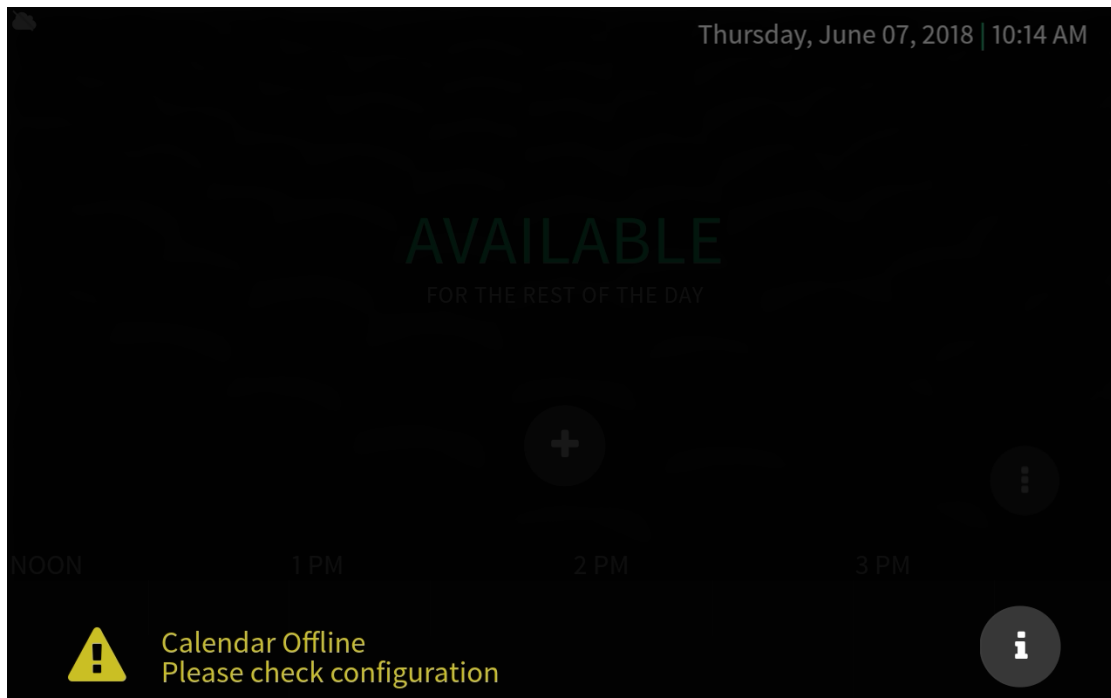 Thursday, June 07, 2018 | 10:14 AM
AVAILABLE
FOR THE REST OF THE DAY
NOON 1 PM 2 PM 3 PM
Calendar Offline
Please check configuration